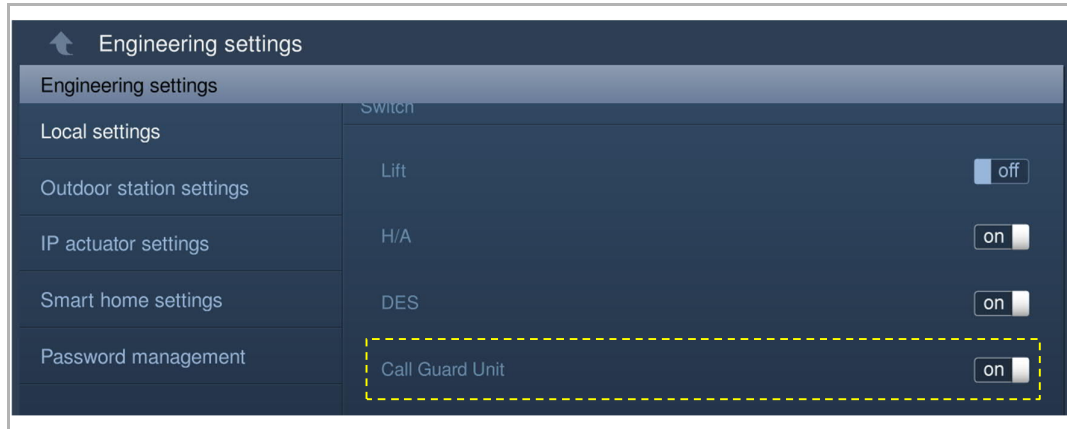 Engineering settings
Engineering settings
Local settings
Outdoor station settings
IP actuator settings
Smart home settings
Password management
Switch
Lift off
H/A on
DES on
Call Guard Unit on